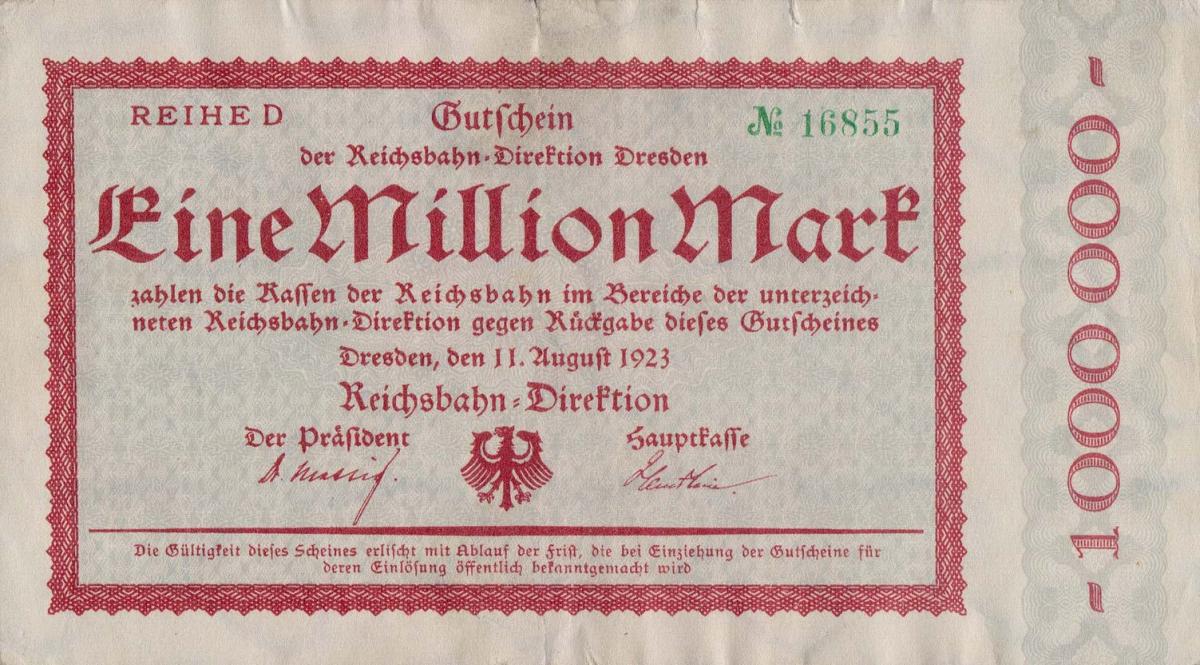 REIHE D
Gutschein
№ 16855
der Reichsbahn-Direktion Dresden
Eine Million Mark
zahlen die Kassen der Reichsbahn im Bereiche der unterzeich-
neten Reichsbahn-Direktion gegen Rückgabe dieses Gutscheines
Dresden, den 11. August 1923
Reichsbahn-Direktion
Der Präsident
Hauptkasse
Die Gültigkeit dieses Scheines erlischt mit Ablauf der Frist, die bei Einziehung der Gutscheine für
deren Einlösung öffentlich bekanntgemacht wird
- 1000000 -